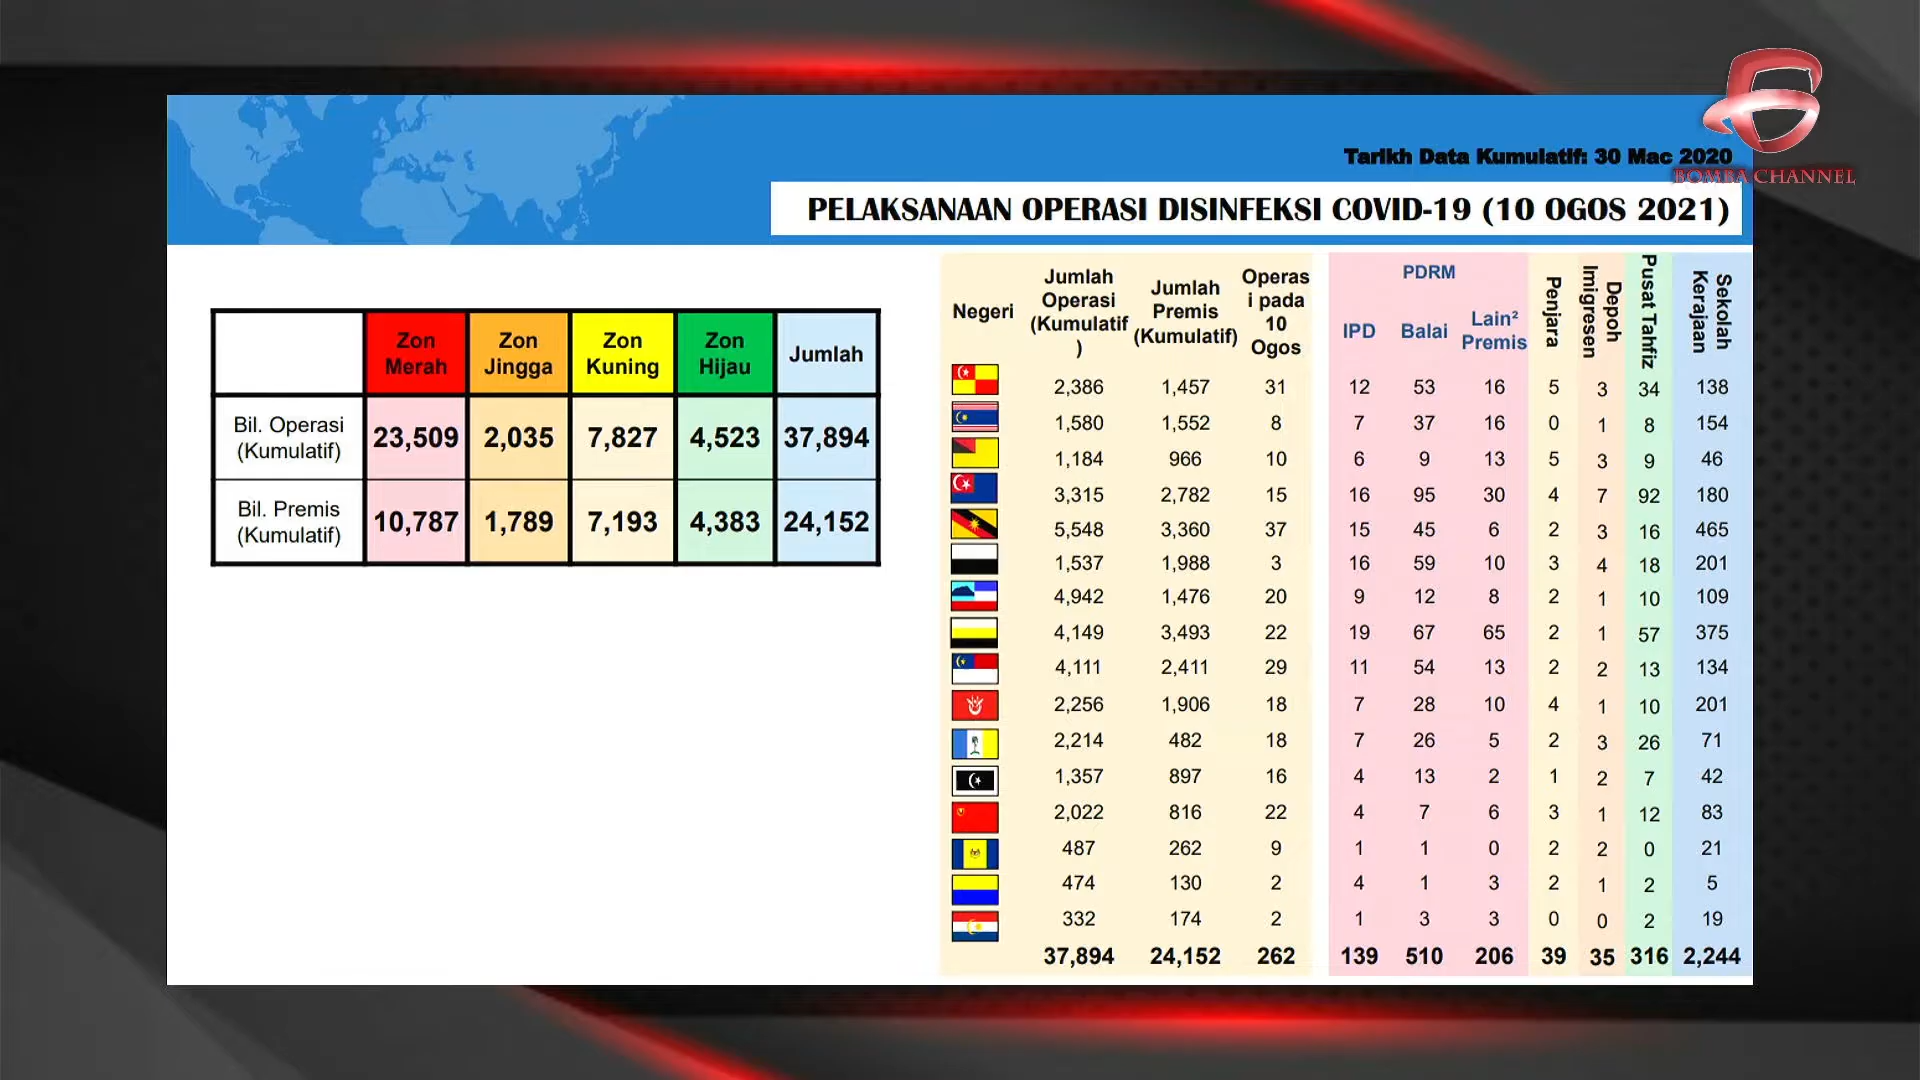 Tarikh Data Kumulatif: 30 Mac 2020
BOMBA CHANNEL
PELAKSANAAN OPERASI DISINFEKSI COVID-19 (10 OGOS 2021)
Zon Merah
Zon Jingga
Zon Kuning
Zon Hijau
Jumlah
Bil. Operasi (Kumulatif) 23,509 2,035 7,827 4,523 37,894
Bil. Premis (Kumulatif) 10,787 1,789 7,193 4,383 24,152
Negeri
Jumlah Operasi (Kumulatif )
Jumlah Premis (Kumulatif)
Operas i pada 10 Ogos
PDRM
IPD
Balai
Lain² Premis
Penjara
Depoh Imigresen
Pusat Tahfiz
Sekolah Kerajaan
2,386 1,457 31 12 53 16 5 3 34 138
1,580 1,552 8 7 37 16 0 1 8 154
1,184 966 10 6 9 13 5 3 9 46
3,315 2,782 15 16 95 30 4 7 92 180
5,548 3,360 37 15 45 6 2 3 16 465
1,537 1,988 3 16 59 10 3 4 18 201
4,942 1,476 20 9 12 8 2 1 10 109
4,149 3,493 22 19 67 65 2 1 57 375
4,111 2,411 29 11 54 13 2 2 13 134
2,256 1,906 18 7 28 10 4 1 10 201
2,214 482 18 7 26 5 2 3 26 71
1,357 897 16 4 13 2 1 2 7 42
2,022 816 22 4 7 6 3 1 12 83
487 262 9 1 1 0 2 2 0 21
474 130 2 4 1 3 2 1 2 5
332 174 2 1 3 3 0 0 2 19
37,894 24,152 262 139 510 206 39 35 316 2,244